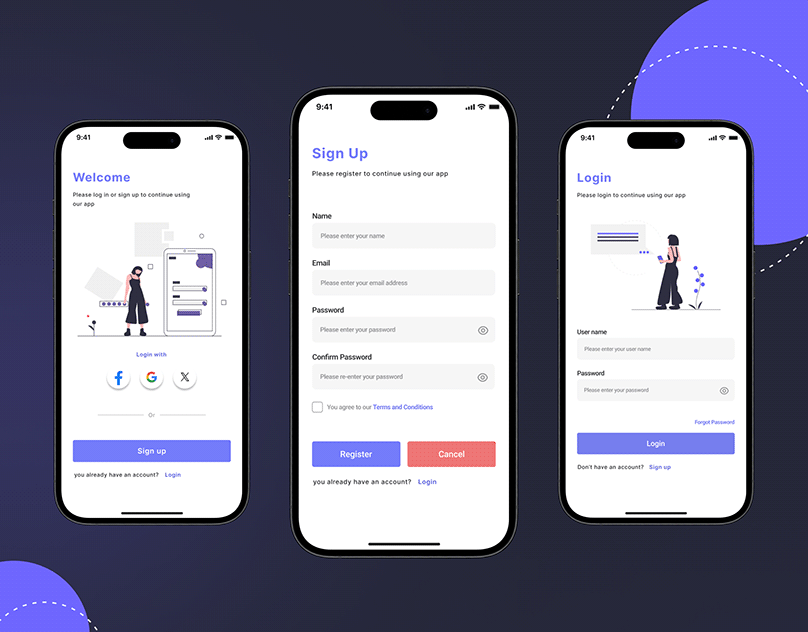 9:41
Welcome
Please log in or sign up to continue using
our app
Login with
Or
Sign up
you already have an account? Login
9:41
Sign Up
Please register to continue using our app
Name
Please enter your name
Email
Please enter your email address
Password
Please enter your password
Confirm Password
Please re-enter your password
You agree to our Terms and Conditions
Register Cancel
you already have an account? Login
9:41
Login
Please login to continue using our app
User name
Please enter your user name
Password
Please enter your password
Forgot Password
Login
Don't have an account? Sign up